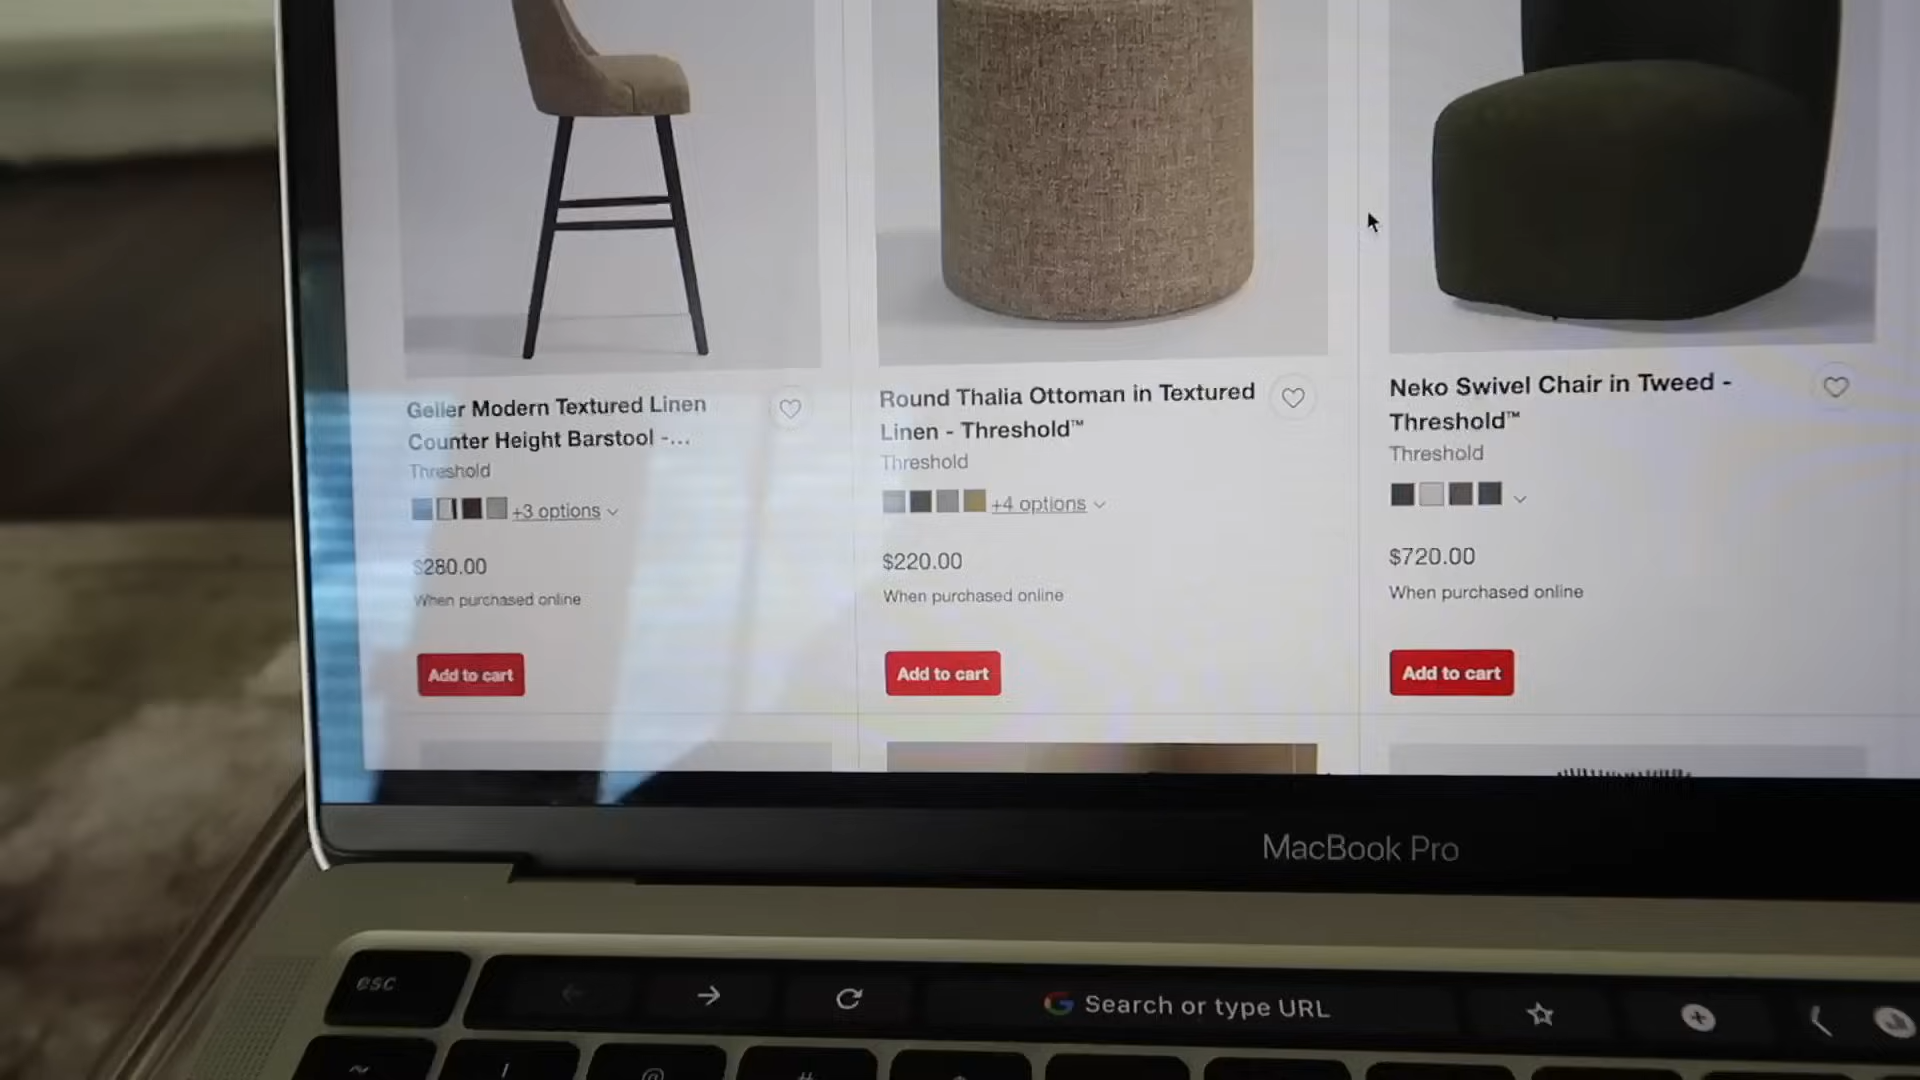 Geller Modern Textured Linen
Counter Height Barstool -...
Threshold
+3 options
$280.00
When purchased online
Add to cart
Round Thalia Ottoman in Textured
Linen - Threshold™
Threshold
+4 options
$220.00
When purchased online
Add to cart
Neko Swivel Chair in Tweed -
Threshold™
Threshold
$720.00
When purchased online
Add to cart
MacBook Pro
esc
G Search or type URL
~ ! @ #